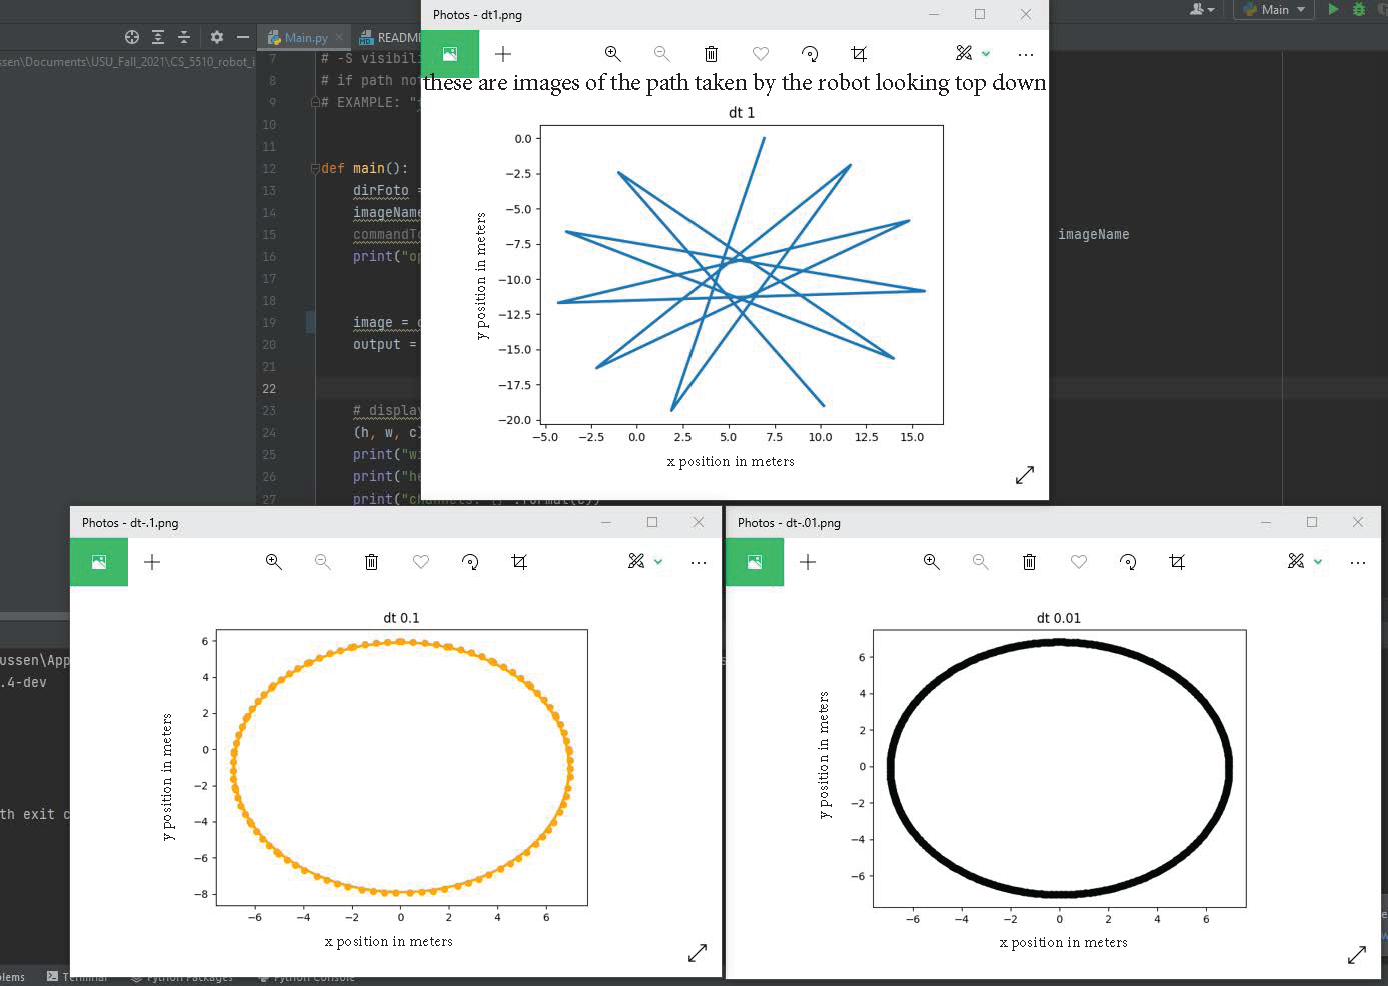 Photos - dt1.png
Main
Main.py
READM
ssen\Documents\USU_Fall_2021\CS_5510_robot_i
7 # -S visibili
8 # if path not
9 # EXAMPLE: "
10
11
12 def main():
13 dirFoto =
14 imageName
15 commandTo imageName
16 print("op
17
18
19 image = c
20 output =
21
22
23 # display
24 (h, w, c)
25 print("wi
26 print("he
27
these are images of the path taken by the robot looking top down
dt 1
y position in meters
0.0
−2.5
−5.0
−7.5
−10.0
−12.5
−15.0
−17.5
−20.0
−5.0 −2.5 0.0 2.5 5.0 7.5 10.0 12.5 15.0
x position in meters
Photos - dt-.1.png
dt 0.1
y position in meters
6
4
2
0
−2
−4
−6
−8
−6 −4 −2 0 2 4 6
x position in meters
Photos - dt-.01.png
dt 0.01
y position in meters
6
4
2
0
−2
−4
−6
−6 −4 −2 0 2 4 6
x position in meters
ussen\App
.4-dev
th exit c
blems Terminal Python Packages Python Console